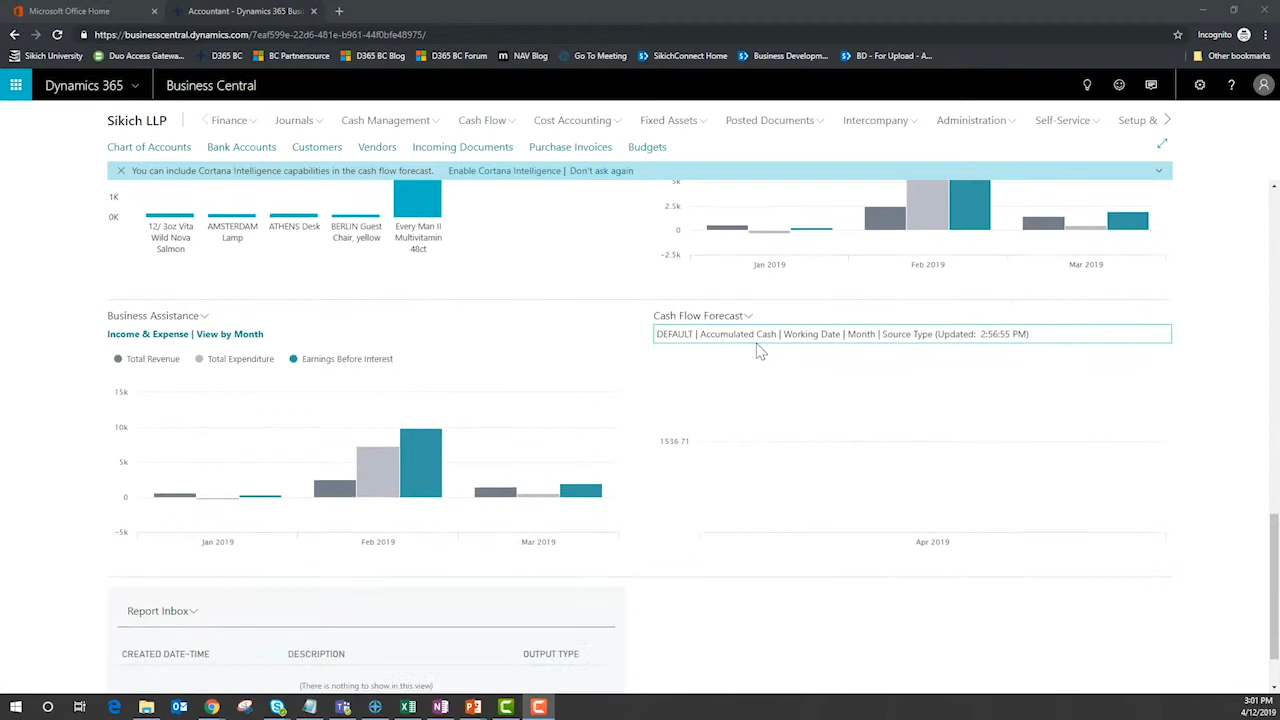 Microsoft Office Home
Accountant - Dynamics 365 Busi
https://businesscentral.dynamics.com/7eaf599e-22d6-481e-b961-44f0bfe48975/
Incognito
Sikich University
Duo Access Gatewa...
D365 BC
BC Partnersource
D365 BC Blog
NAV Blog
Go To Meeting
SikichConnect Home
Business Developm...
BD - For Upload - A...
Other bookmarks
Dynamics 365
Business Central
Sikich LLP
Finance
Journals
Cash Management
Cash Flow
Cost Accounting
Fixed Assets
Posted Documents
Intercompany
Administration
Self-Service
Setup &
Chart of Accounts
Bank Accounts
Customers
Vendors
Incoming Documents
Purchase Invoices
Budgets
You can include Cortana Intelligence capabilities in the cash flow forecast. Enable Cortana Intelligence | Don't ask again
1K
0K
12/ 3oz Vita
Wild Nova
Salmon
AMSTERDAM
Lamp
ATHENS Desk
BERLIN Guest
Chair, yellow
Every Man II
Multivitamin
48ct
5k
2.5k
0
-2.5k
Jan 2019
Feb 2019
Mar 2019
Business Assistance
Income & Expense | View by Month
Total Revenue
Total Expenditure
Earnings Before Interest
15k
10k
5k
0
-5k
Jan 2019
Feb 2019
Mar 2019
Cash Flow Forecast
DEFAULT | Accumulated Cash | Working Date | Month | Source Type (Updated: 2:56:55 PM)
1536.71
Apr 2019
Report Inbox
CREATED DATE-TIME
DESCRIPTION
OUTPUT TYPE
(There is nothing to show in this view)
3:01 PM
4/12/2019